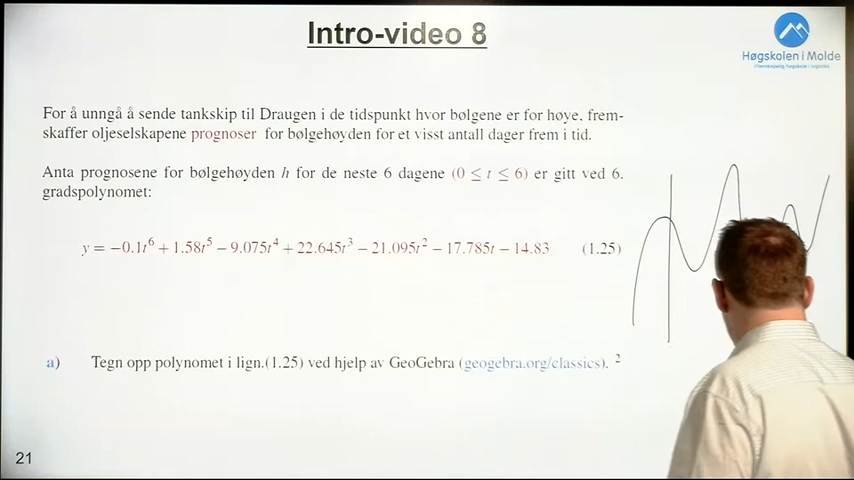 Intro-video 8
Høgskolen i Molde
For å unngå å sende tankskip til Draugen i de tidspunkt hvor bølgene er for høye, frem-
skaffer oljeselskapene prognoser for bølgehøyden for et visst antall dager frem i tid.
Anta prognosene for bølgehøyden h for de neste 6 dagene (0 ≤ t ≤ 6) er gitt ved 6.
gradspolynomet:
y = −0.1t⁶ + 1.58t⁵ − 9.075t⁴ + 22.645t³ − 21.095t² − 17.785t − 14.83 (1.25)
a) Tegn opp polynomet i lign.(1.25) ved hjelp av GeoGebra (geogebra.org/classics). ²
21